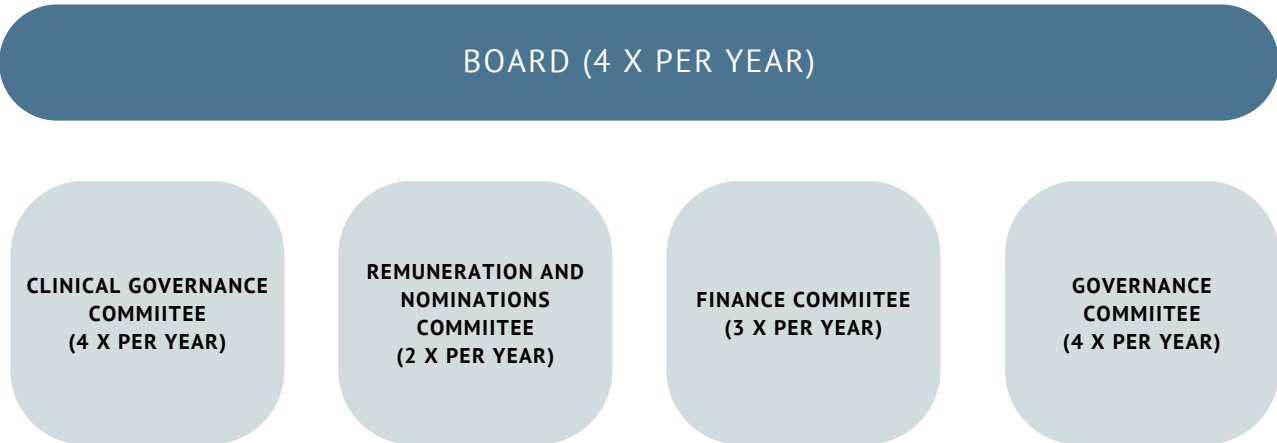 BOARD (4 X PER YEAR)
CLINICAL GOVERNANCE
COMMIITEE
(4 X PER YEAR)
REMUNERATION AND
NOMINATIONS
COMMIITEE
(2 X PER YEAR)
FINANCE COMMIITEE
(3 X PER YEAR)
GOVERNANCE
COMMIITEE
(4 X PER YEAR)